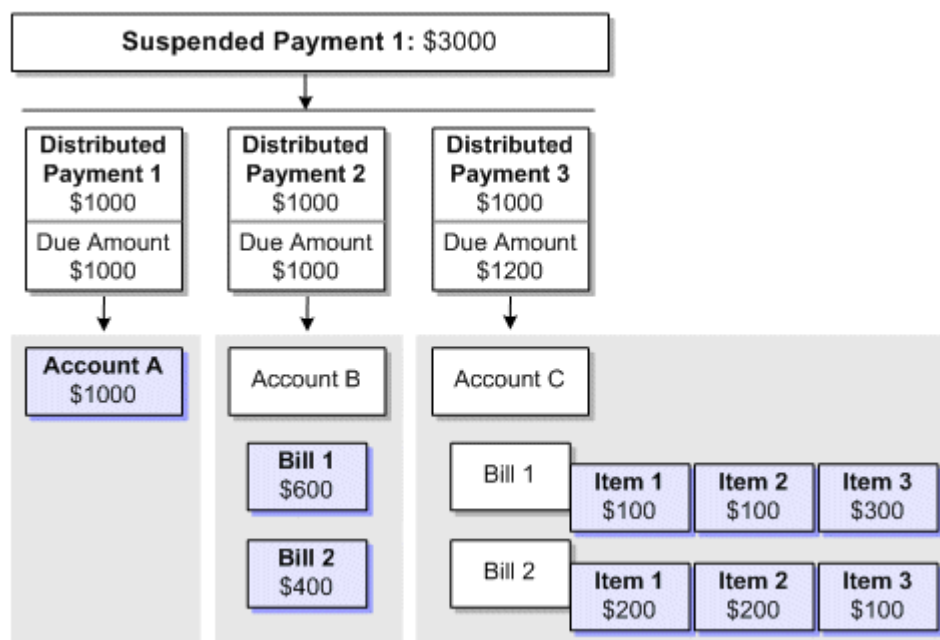 Suspended Payment 1: $3000
Distributed
Payment 1
$1000
Due Amount
$1000
Distributed
Payment 2
$1000
Due Amount
$1000
Distributed
Payment 3
$1000
Due Amount
$1200
Account A
$1000
Account B
Bill 1
$600
Bill 2
$400
Account C
Bill 1
Item 1
$100
Item 2
$100
Item 3
$300
Bill 2
Item 1
$200
Item 2
$200
Item 3
$100